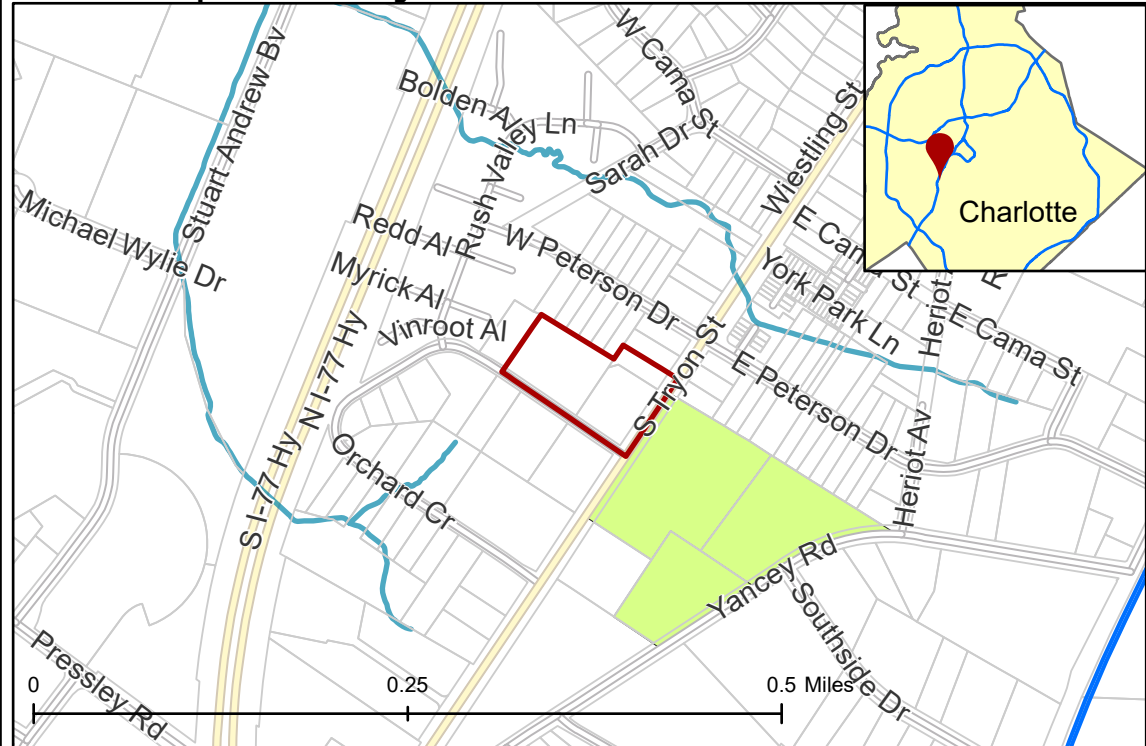 Stuart Andrew Bv
W Cama St
Bolden Av
Rush Valley Ln
Sarah Dr
Wiestling St
Charlotte
Michael Wylie Dr
Redd Al
W Peterson Dr
E Cama St
York Park Ln
Heriot
R
E Cama St
Myrick Al
Vinroot Al
S Tryon St
E Peterson Dr
N I-77 Hy
S I-77 Hy
Orchard Cr
Heriot Av
Yancey Rd
Southside Dr
Pressley Rd
0
0.25
0.5 Miles